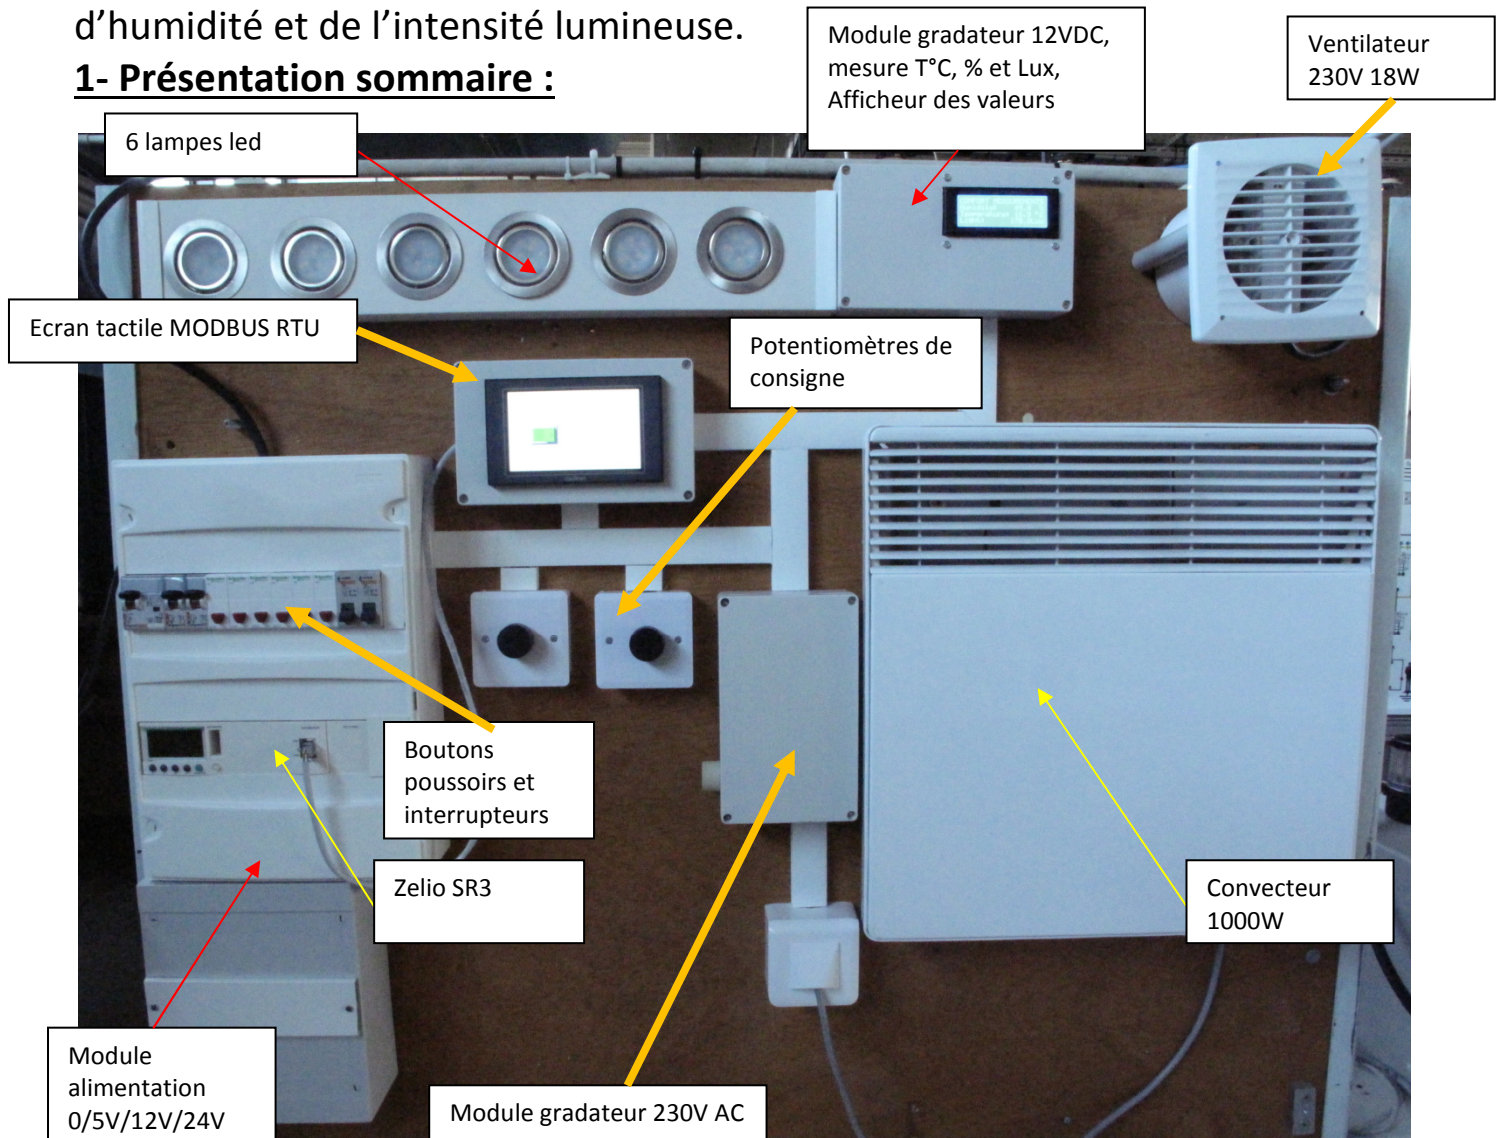 d’humidité et de l’intensité lumineuse.
1- Présentation sommaire :
Module gradateur 12VDC,
mesure T°C, % et Lux,
Afficheur des valeurs
Ventilateur
230V 18W
6 lampes led
Ecran tactile MODBUS RTU
Potentiomètres de
consigne
Boutons
poussoirs et
interrupteurs
Zelio SR3
Convecteur
1000W
Module
alimentation
0/5V/12V/24V
Module gradateur 230V AC